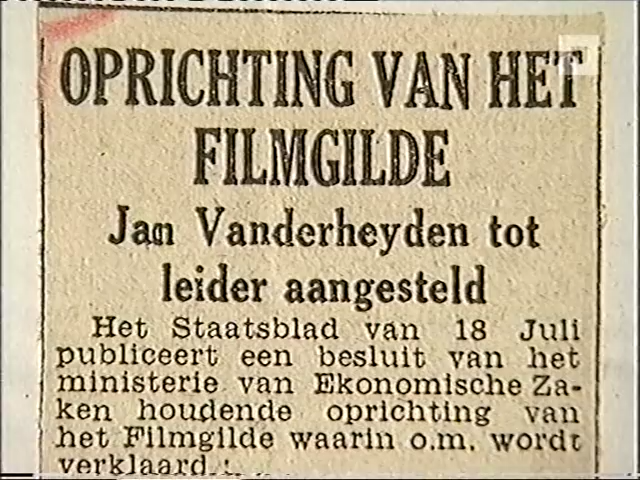 OPRICHTING VAN HET
FILMGILDE
Jan Vanderheyden tot
leider aangesteld
Het Staatsblad van 18 Juli
publiceert een besluit van het
ministerie van Ekonomische Za-
ken houdende oprichting van
het Filmgilde waarin o.m. wordt
verklaard :